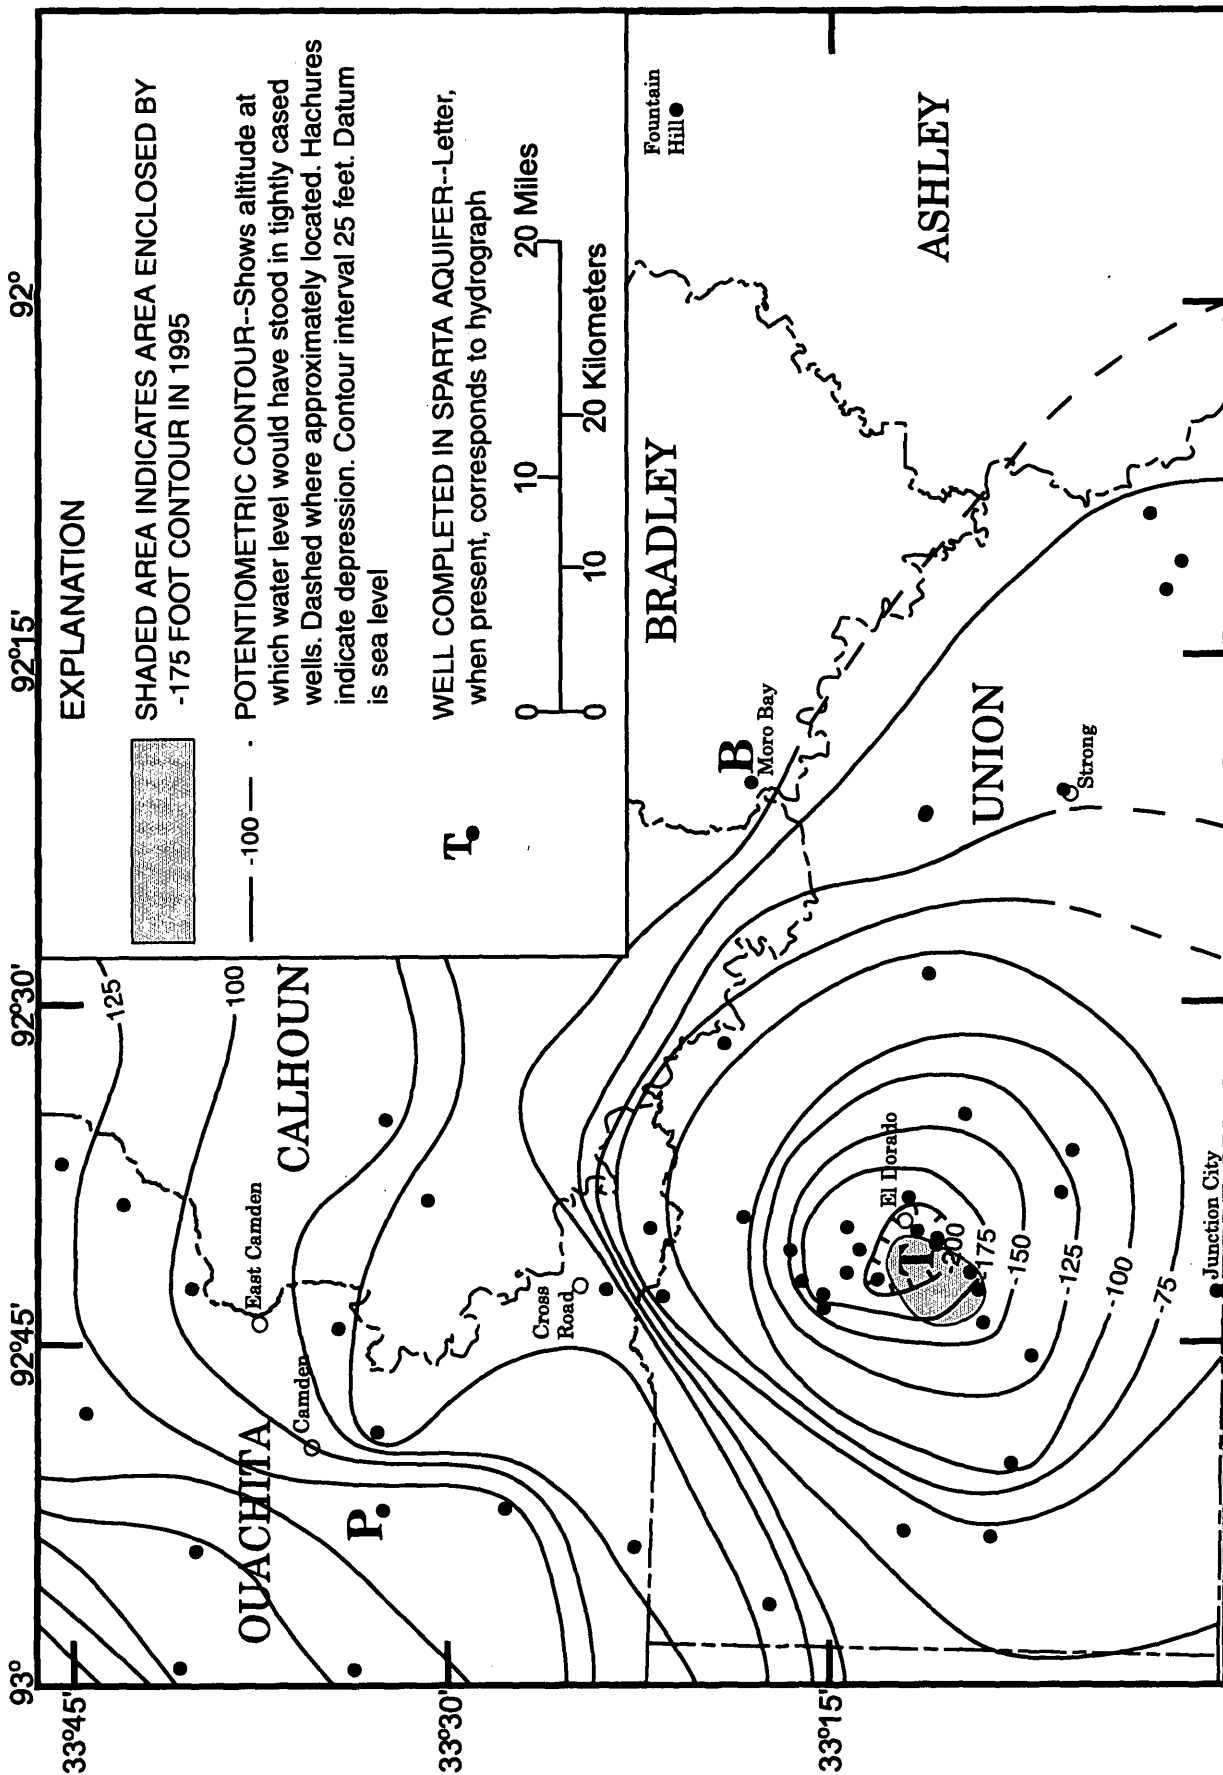 EXPLANATION
SHADED AREA INDICATES AREA ENCLOSED BY
-175 FOOT CONTOUR IN 1995
-100
POTENTIOMETRIC CONTOUR--Shows altitude at
which water level would have stood in tightly cased
wells. Dashed where approximately located. Hachures
indicate depression. Contour interval 25 feet. Datum
is sea level
T
WELL COMPLETED IN SPARTA AQUIFER--Letter,
when present, corresponds to hydrograph
0 10 20 Miles
0 10 20 Kilometers
93°
92°45'
92°30'
92°15'
92°
33°45'
33°30'
33°15'
125
100
OUACHITA
CALHOUN
BRADLEY
UNION
ASHLEY
East Camden
Camden
P
Cross
Road
B
Moro Bay
Fountain
Hill
Strong
El Dorado
T
-200
-175
-150
-125
-100
-75
Junction City